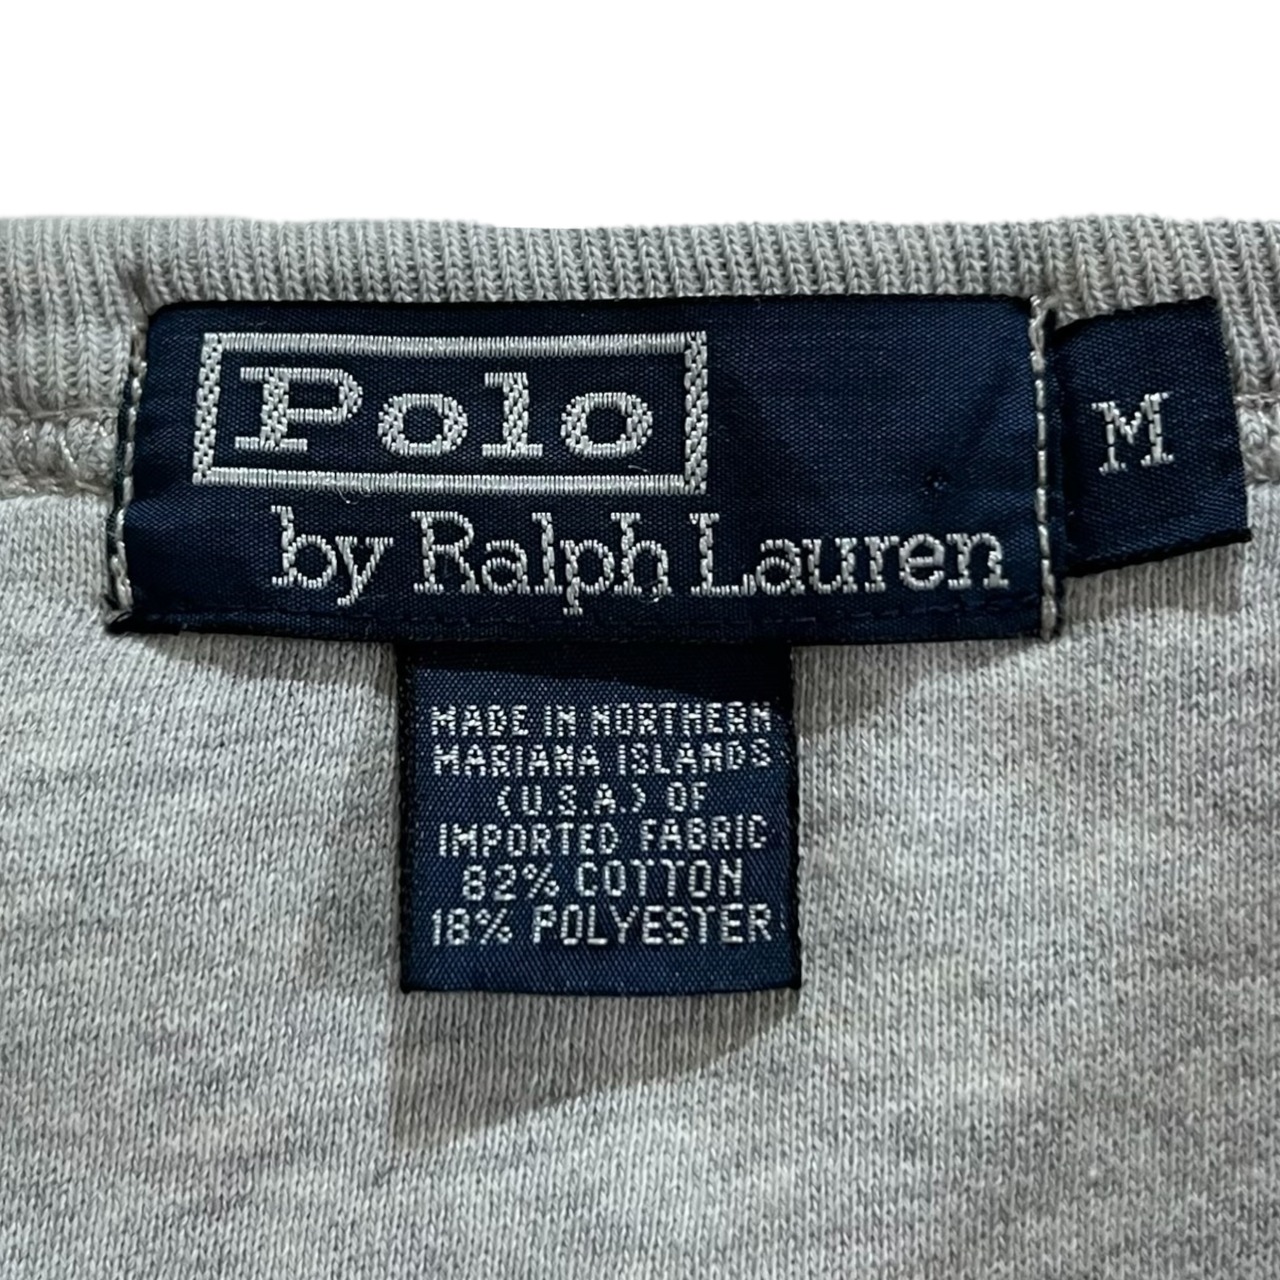 Polo
by Ralph Lauren
M
MADE IN NORTHERN
MARIANA ISLANDS
(U.S.A.) OF
IMPORTED FABRIC
82% COTTON
18% POLYESTER